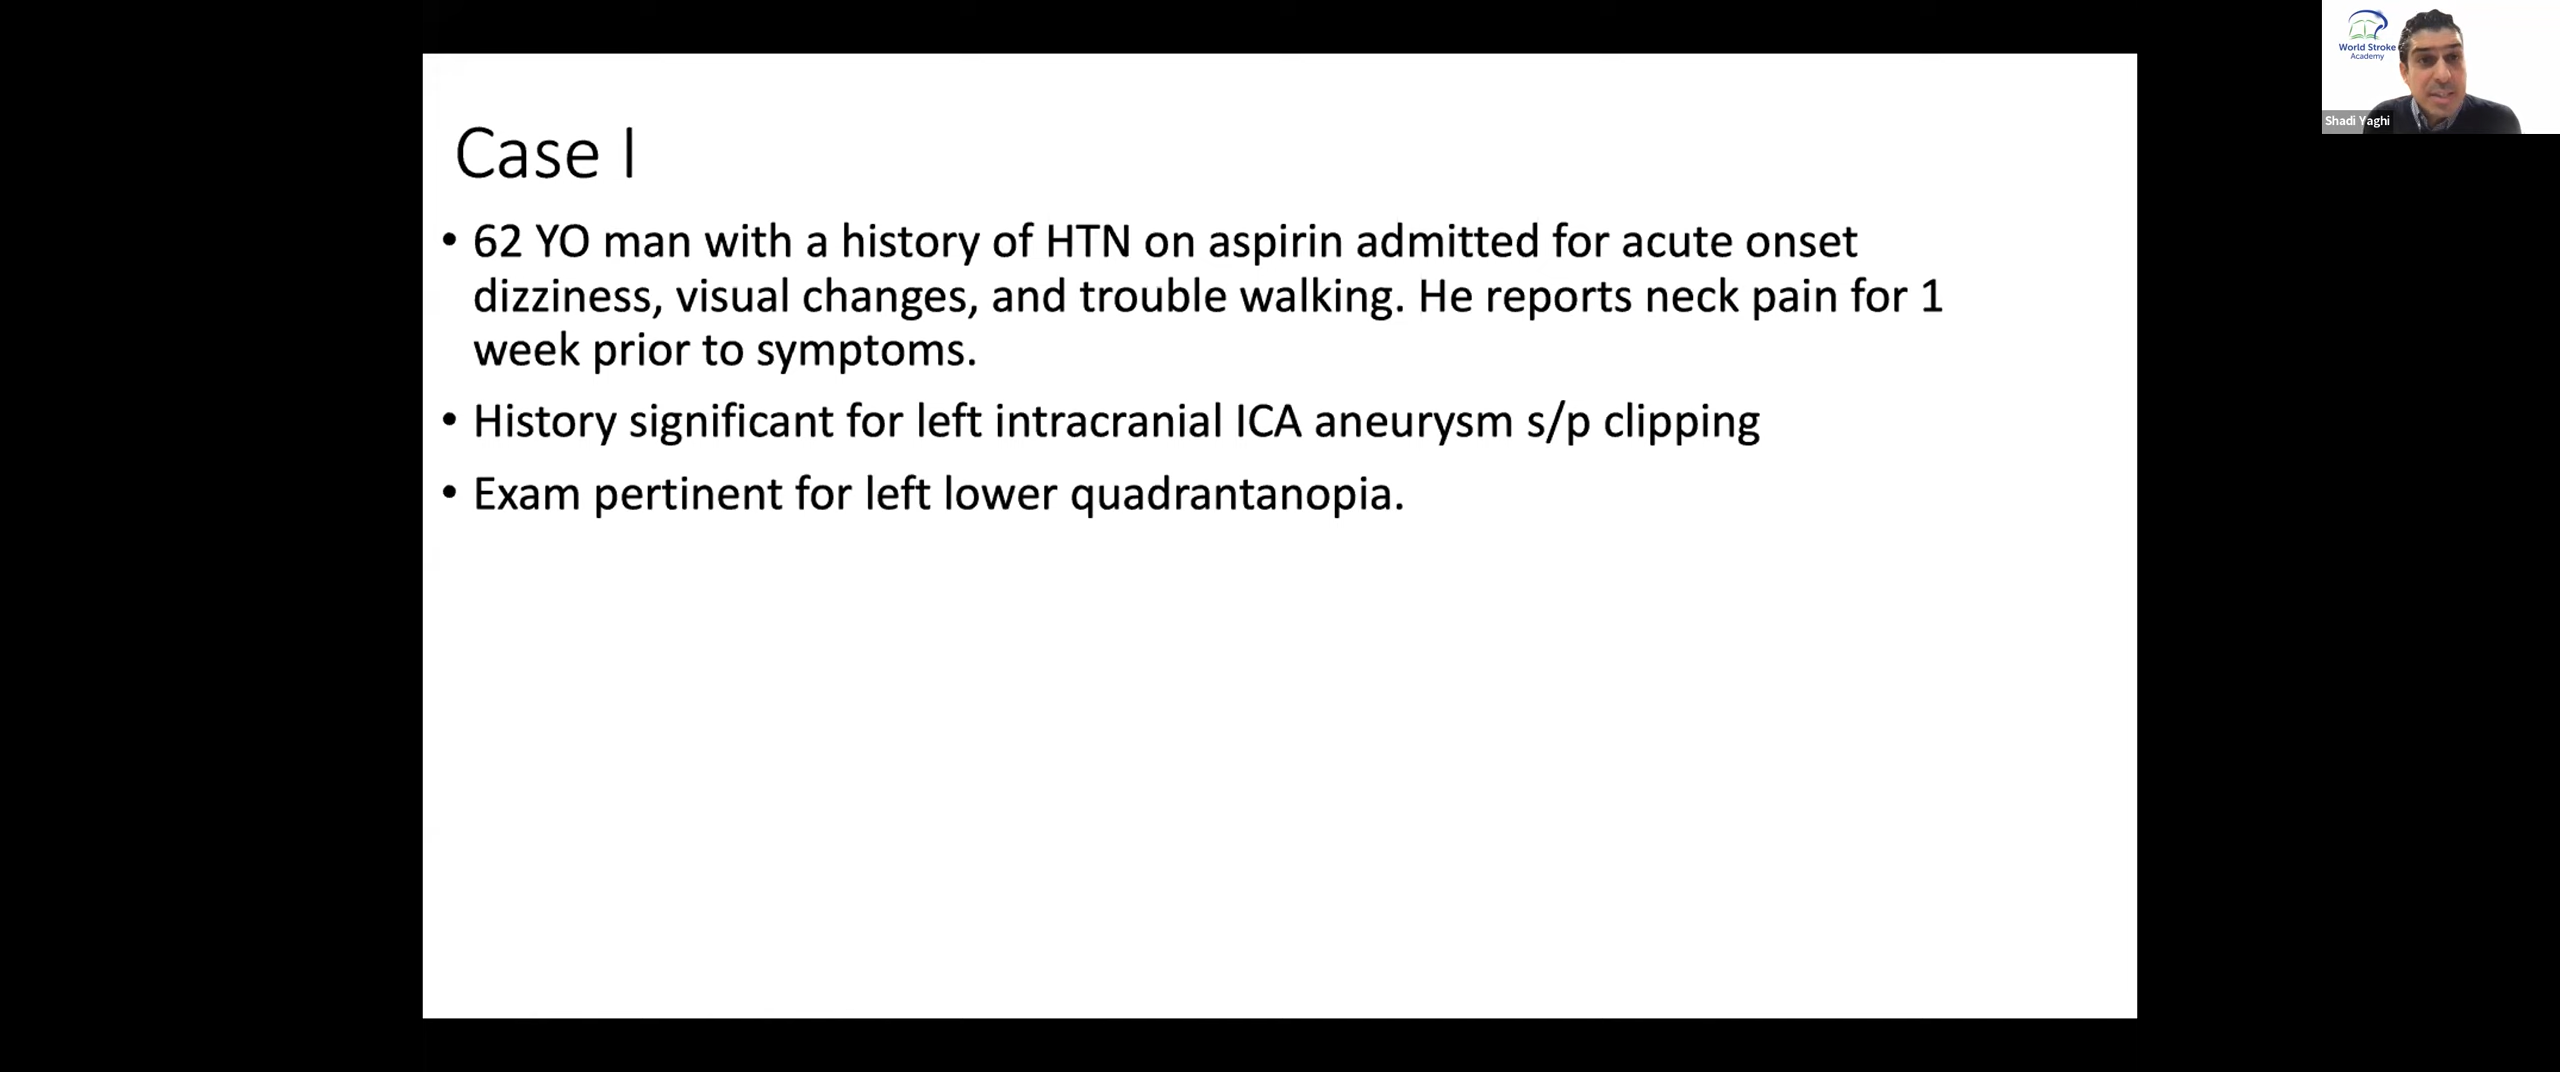 Case I
• 62 YO man with a history of HTN on aspirin admitted for acute onset
dizziness, visual changes, and trouble walking. He reports neck pain for 1
week prior to symptoms.
• History significant for left intracranial ICA aneurysm s/p clipping
• Exam pertinent for left lower quadrantanopia.
World Stroke
Academy
Shadi Yaghi